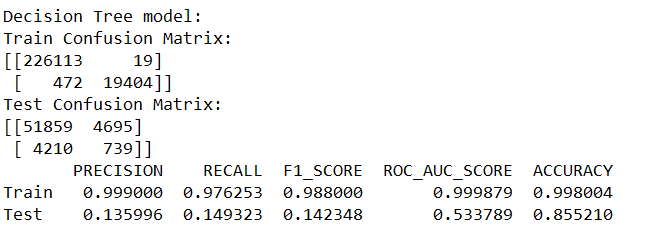 Decision Tree model:
Train Confusion Matrix:
[[226113     19]
 [   472  19404]]
Test Confusion Matrix:
[[51859  4695]
 [ 4210   739]]
       PRECISION    RECALL  F1_SCORE  ROC_AUC_SCORE  ACCURACY
Train   0.999000  0.976253  0.988000       0.999879  0.998004
Test    0.135996  0.149323  0.142348       0.533789  0.855210